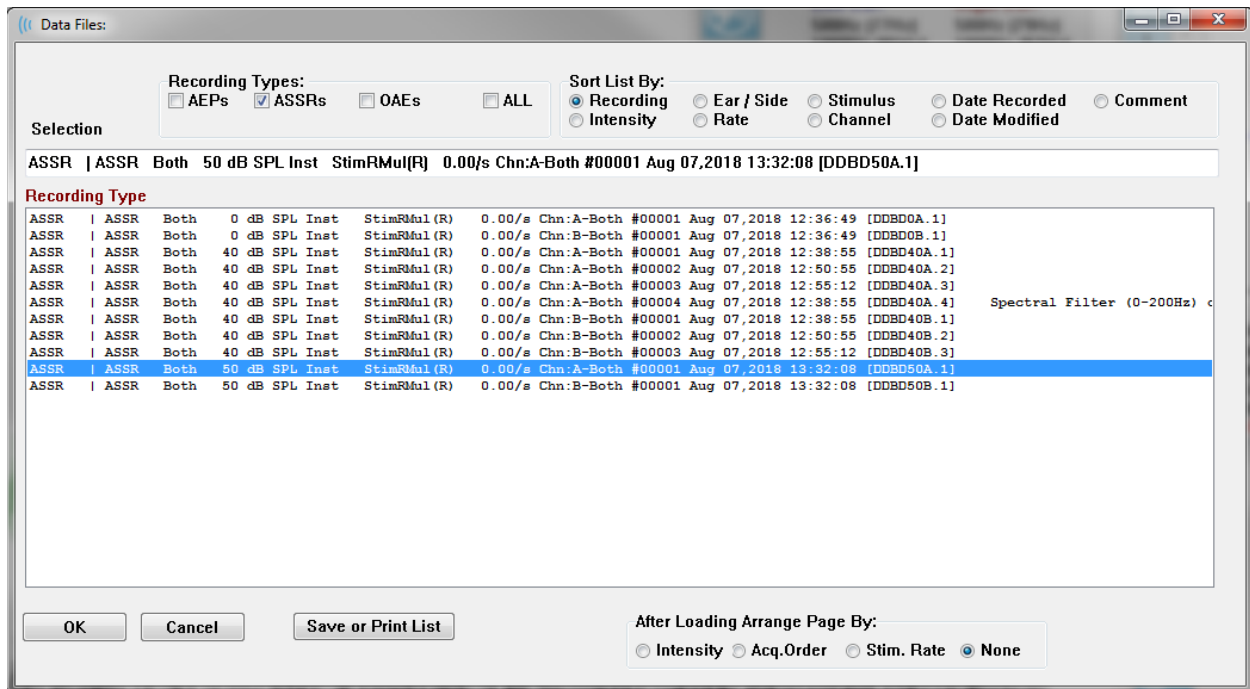 Data Files:
Recording Types:
AEPs ASSRs OAEs ALL
Sort List By:
Recording Ear / Side Stimulus Date Recorded Comment
Intensity Rate Channel Date Modified
Selection
ASSR | ASSR Both 50 dB SPL Inst StimRMul(R) 0.00/s Chn:A-Both #00001 Aug 07,2018 13:32:08 [DDBD50A.1]
Recording Type
ASSR | ASSR Both 0 dB SPL Inst StimRMul(R) 0.00/s Chn:A-Both #00001 Aug 07,2018 12:36:49 [DDBD0A.1]
ASSR | ASSR Both 0 dB SPL Inst StimRMul(R) 0.00/s Chn:B-Both #00001 Aug 07,2018 12:36:49 [DDBD0B.1]
ASSR | ASSR Both 40 dB SPL Inst StimRMul(R) 0.00/s Chn:A-Both #00001 Aug 07,2018 12:38:55 [DDBD40A.1]
ASSR | ASSR Both 40 dB SPL Inst StimRMul(R) 0.00/s Chn:A-Both #00002 Aug 07,2018 12:50:55 [DDBD40A.2]
ASSR | ASSR Both 40 dB SPL Inst StimRMul(R) 0.00/s Chn:A-Both #00003 Aug 07,2018 12:55:12 [DDBD40A.3]
ASSR | ASSR Both 40 dB SPL Inst StimRMul(R) 0.00/s Chn:A-Both #00004 Aug 07,2018 12:38:55 [DDBD40A.4] Spectral Filter (0-200Hz)
ASSR | ASSR Both 40 dB SPL Inst StimRMul(R) 0.00/s Chn:B-Both #00001 Aug 07,2018 12:38:55 [DDBD40B.1]
ASSR | ASSR Both 40 dB SPL Inst StimRMul(R) 0.00/s Chn:B-Both #00002 Aug 07,2018 12:50:55 [DDBD40B.2]
ASSR | ASSR Both 40 dB SPL Inst StimRMul(R) 0.00/s Chn:B-Both #00003 Aug 07,2018 12:55:12 [DDBD40B.3]
ASSR | ASSR Both 50 dB SPL Inst StimRMul(R) 0.00/s Chn:A-Both #00001 Aug 07,2018 13:32:08 [DDBD50A.1]
ASSR | ASSR Both 50 dB SPL Inst StimRMul(R) 0.00/s Chn:B-Both #00001 Aug 07,2018 13:32:08 [DDBD50B.1]
OK Cancel Save or Print List
After Loading Arrange Page By:
Intensity Acq.Order Stim. Rate None